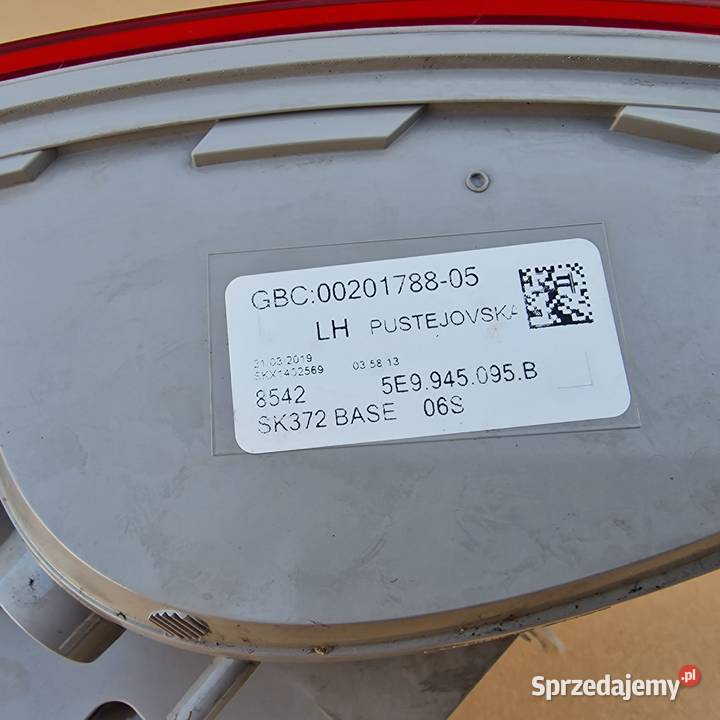 GBC:00201788-05
LH PUSTEJOVSKA
21.03.2019 03:58:13
SKX1402569
8542 5E9.945.095.B
SK372 BASE 06S
Sprzedajemy.pl